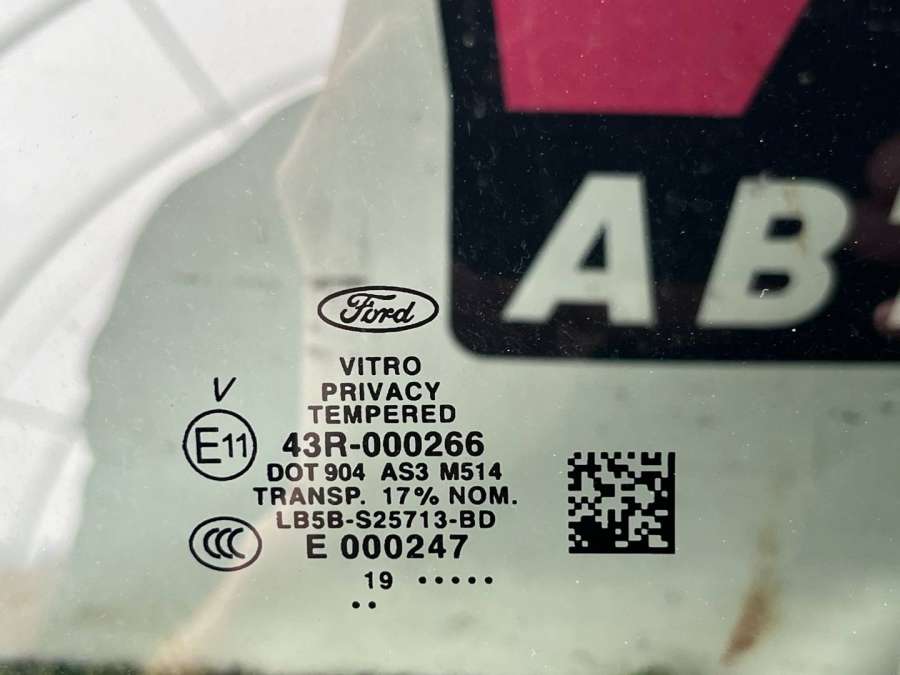 AB
Ford
VITRO
PRIVACY
TEMPERED
V
E11
43R-000266
DOT 904 AS3 M514
TRANSP. 17% NOM.
LB5B-S25713-BD
CCC
E 000247
19 •••••
••